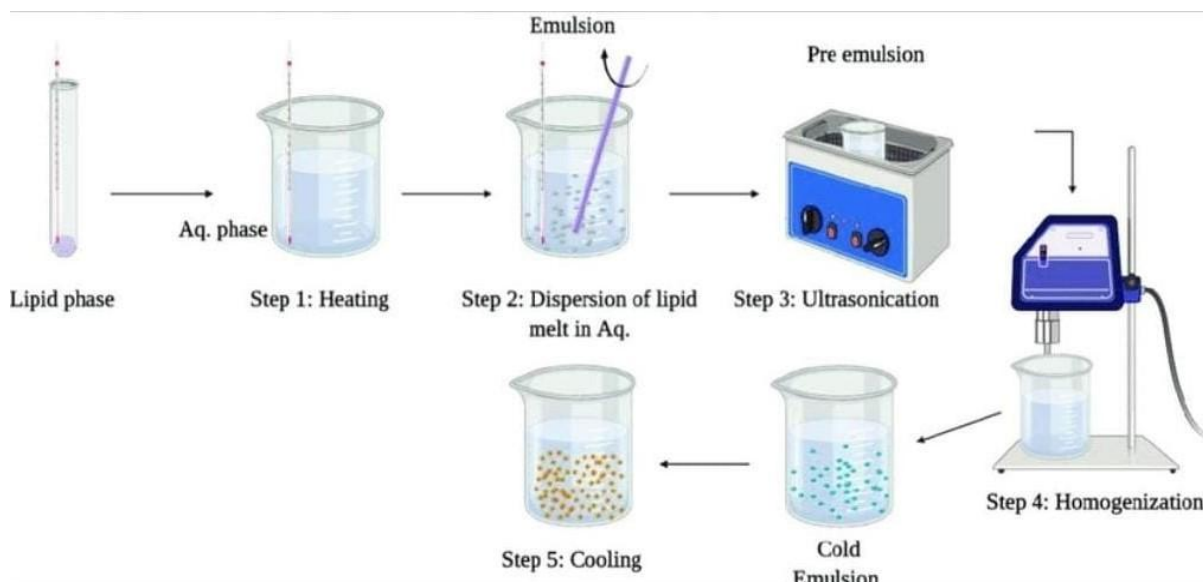 Emulsion
Pre emulsion
Aq. phase
Lipid phase
Step 1: Heating
Step 2: Dispersion of lipid
melt in Aq.
Step 3: Ultrasonication
Step 4: Homogenization
Cold
Emulsion
Step 5: Cooling